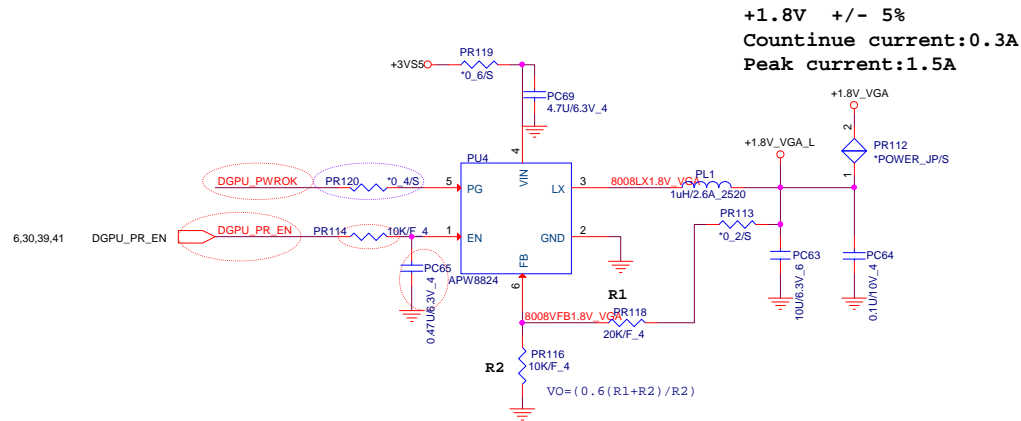 +1.8V +/- 5%
Countinue current:0.3A
Peak current:1.5A
PR119
+3VS5
*0_6/S
PC69
4.7U/6.3V_4
+1.8V_VGA
+1.8V_VGA_L
2
PR112
*POWER_JP/S
1
PU4
4
VIN
DGPU_PWROK
PR120
*0_4/S
5
PG
LX
3
8008LX1.8V_VGA
PL1
1uH/2.6A_2520
PR113
*0_2/S
6,30,39,41
DGPU_PR_EN
DGPU_PR_EN
PR114
10K/F_4
1
EN
GND
2
PC65
0.47U/6.3V_4
APW8824
FB
6
PC63
10U/6.3V_6
PC64
0.1U/10V_4
R1
8008VFB1.8V_VGA
PR118
20K/F_4
R2
PR116
10K/F_4
VO=(0.6(R1+R2)/R2)